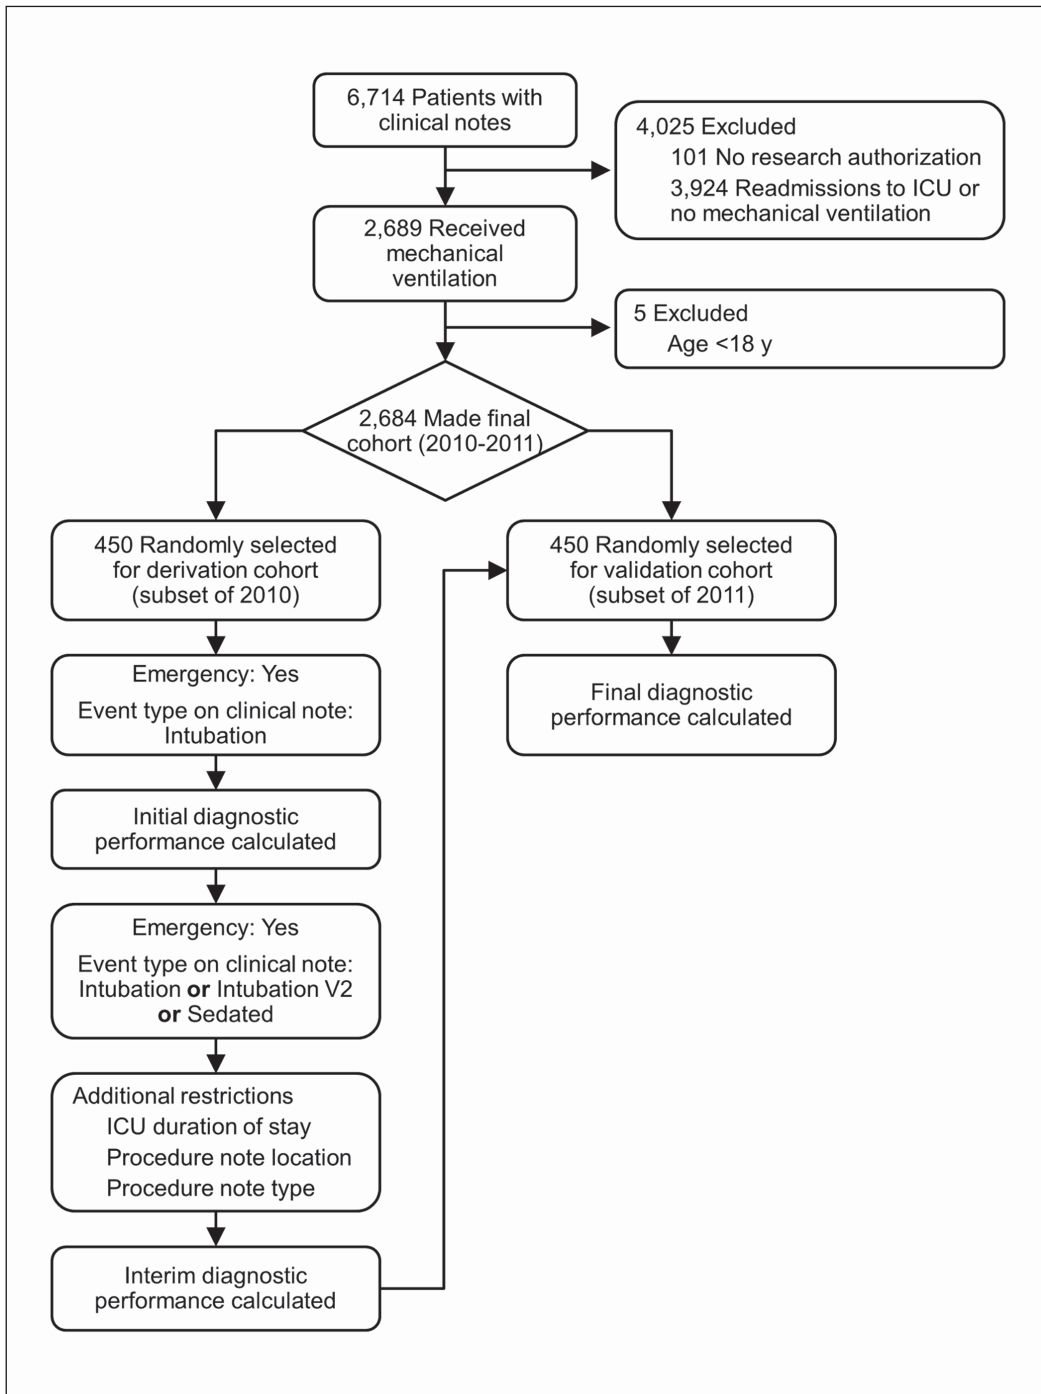 6,714 Patients with
clinical notes
4,025 Excluded
101 No research authorization
3,924 Readmissions to ICU or
no mechanical ventilation
2,689 Received
mechanical
ventilation
5 Excluded
Age <18 y
2,684 Made final
cohort (2010-2011)
450 Randomly selected
for derivation cohort
(subset of 2010)
450 Randomly selected
for validation cohort
(subset of 2011)
Emergency: Yes
Event type on clinical note:
Intubation
Final diagnostic
performance calculated
Initial diagnostic
performance calculated
Emergency: Yes
Event type on clinical note:
Intubation or Intubation V2
or Sedated
Additional restrictions
ICU duration of stay
Procedure note location
Procedure note type
Interim diagnostic
performance calculated